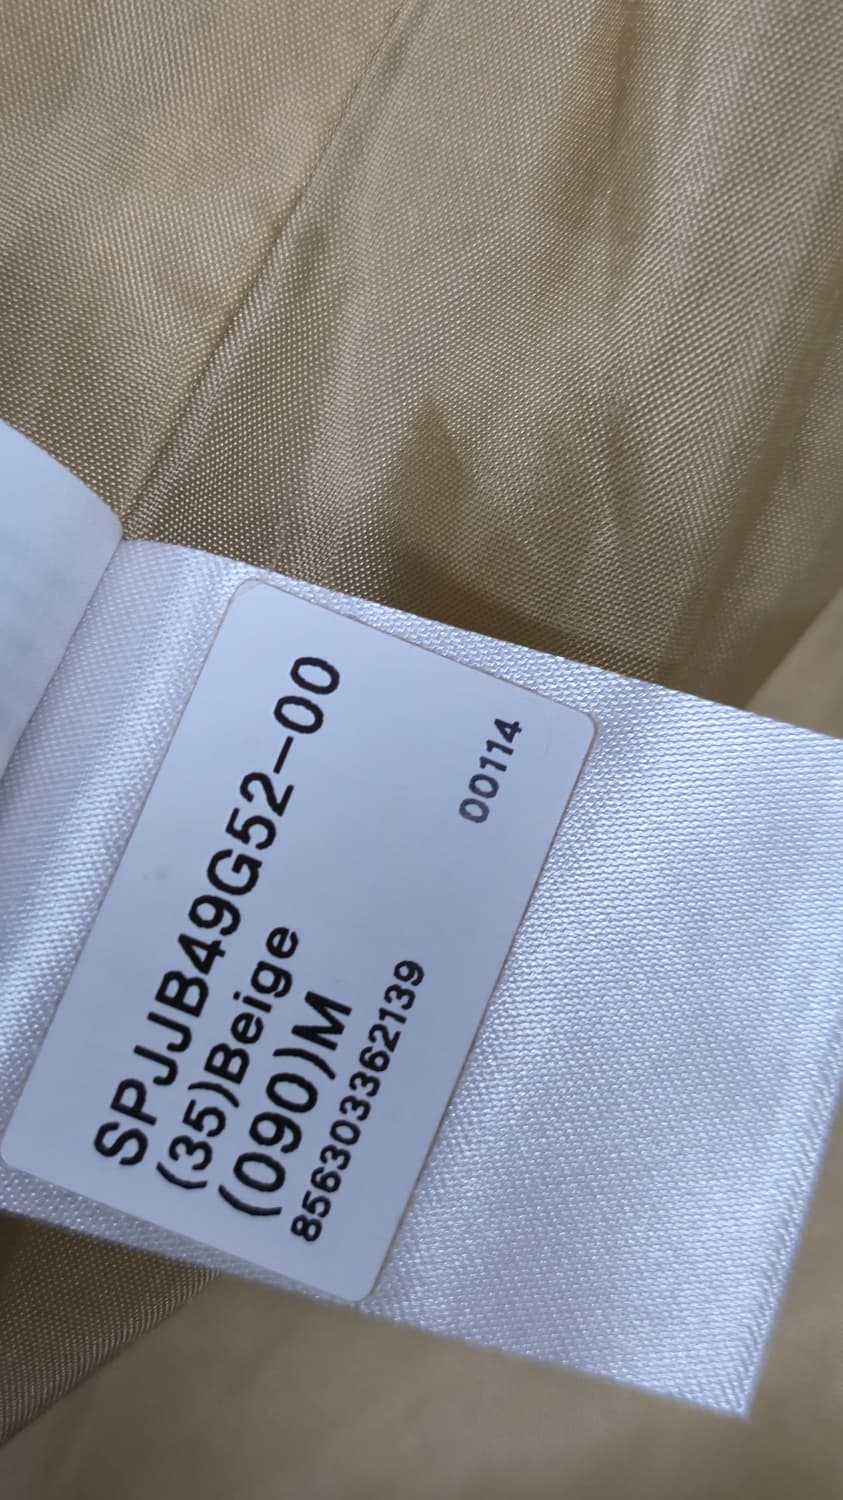 SPJJB49G52-00
(35)Beige
(090)M
8563033362139
00114